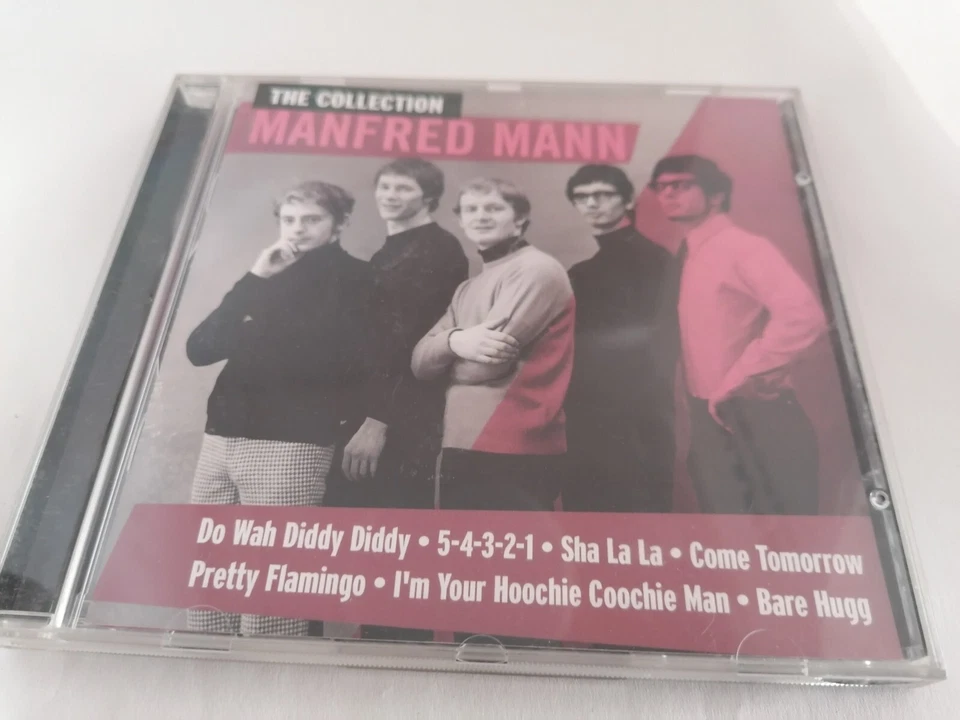 THE COLLECTION
MANFRED MANN
Do Wah Diddy Diddy • 5-4-3-2-1 • Sha La La • Come Tomorrow
Pretty Flamingo • I'm Your Hoochie Coochie Man • Bare Hugg